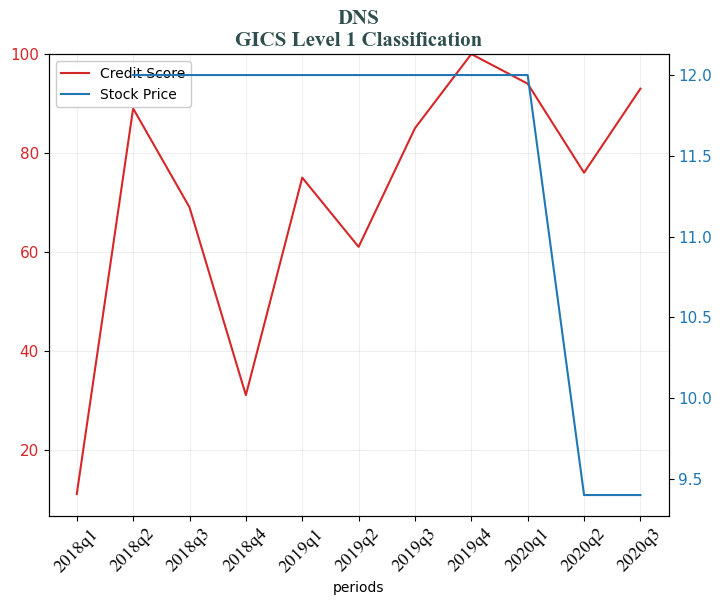 DNS
GICS Level 1 Classification
Credit Score
Stock Price
100
80
60
40
20
12.0
11.5
11.0
10.5
10.0
9.5
2018q1
2018q2
2018q3
2018q4
2019q1
2019q2
2019q3
2019q4
2020q1
2020q2
2020q3
periods